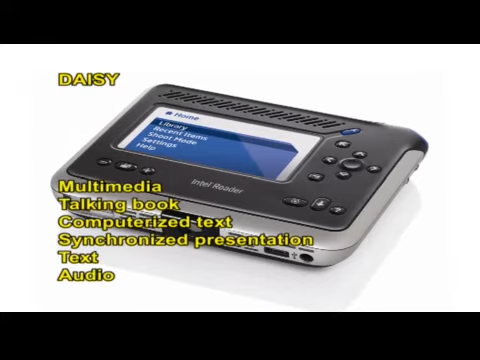 DAISY
Home
Library
Recent Items
Shoot Mode
Settings
Help
Intel Reader
Multimedia
Talking book
Computerized text
Synchronized presentation
Text
Audio